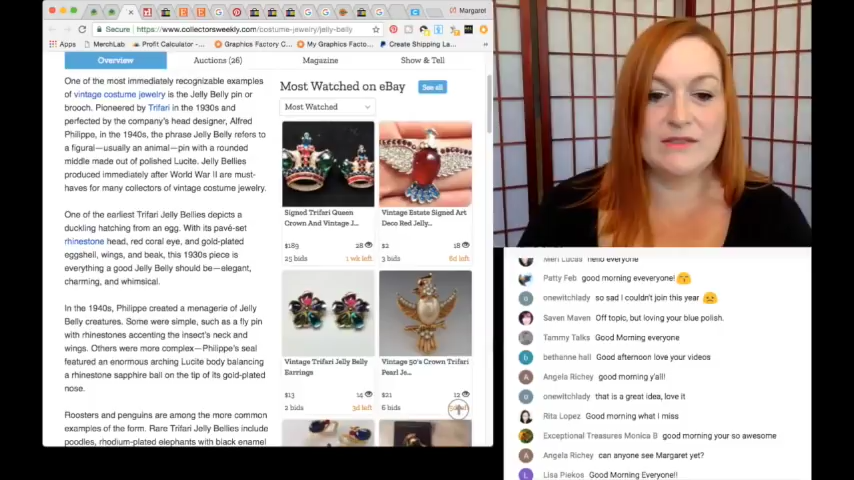 Margaret
Secure
https://www.collectorsweekly.com/costume-jewelry/jelly-belly
Apps MerchLab Profit Calculator - Graphics Factory C My Graphics Factory Create Shipping La
Overview Auctions (26) Magazine Show & Tell
One of the most immediately recognizable examples
of vintage costume jewelry is the Jelly Belly pin or
brooch. Pioneered by Trifari in the 1930s and
perfected by the company's head designer, Alfred
Philippe, in the 1940s, the phrase Jelly Belly refers to
a figural—usually an animal—pin with a rounded
middle made out of polished Lucite. Jelly Bellies
produced immediately after World War II are must-
haves for many collectors of vintage costume jewelry.
One of the earliest Trifari Jelly Bellies depicts a
duckling hatching from an egg. With its pavé-set
rhinestone head, red coral eye, and gold-plated
eggshell, wings, and beak, this 1930s piece is
everything a good Jelly Belly should be—elegant,
charming, and whimsical.
In the 1940s, Philippe created a menagerie of Jelly
Belly creatures. Some were simple, such as a fly pin
with rhinestones accenting the insect's neck and
wings. Others were more complex—Philippe's seal
featured an enormous arching Lucite body balancing
a rhinestone sapphire ball on the tip of its gold-plated
nose.
Roosters and penguins are among the more common
examples of the form. Rare Trifari Jelly Bellies include
poodles, rhodium-plated elephants with black enamel
Most Watched on eBay See all
Most Watched
Signed Trifari Queen
Crown And Vintage J...
$189 28
25 bids 1 wk left
Vintage Estate Signed Art
Deco Red Jelly...
$2 18
3 bids 6d left
Vintage Trifari Jelly Belly
Earrings
$13 14
2 bids 3d left
Vintage 50's Crown Trifari
Pearl Je...
$21 12
6 bids left
Meri Lucas hello everyone
Patty Feb good morning eveveryone! 😚
onewitchlady so sad I couldn't join this year 😞
Saven Maven Off topic, but loving your blue polish.
Tammy Talks Good Morning everyone
bethanne hall Good afternoon love your videos
Angela Richey good morning y'all!
onewitchlady that is a great idea, love it
Rita Lopez Good morning what I miss
Exceptional Treasures Monica B good morning your so awesome
Angela Richey can anyone see Margaret yet?
Lisa Piekos Good Morning Everyone!!